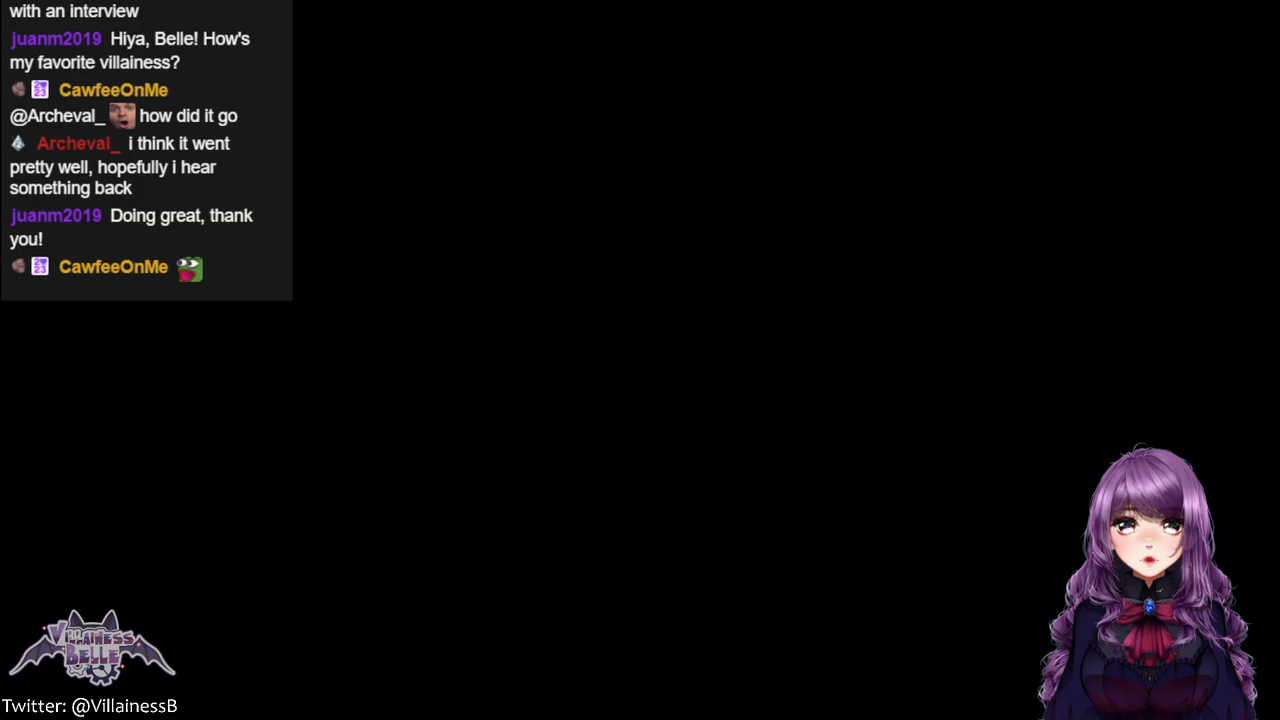 with an interview
juanm2019 Hiya, Belle! How's
my favorite villainess?
CawfeeOnMe
@Archeval_ how did it go
Archeval_ i think it went
pretty well, hopefully i hear
something back
juanm2019 Doing great, thank
you!
CawfeeOnMe
VILLAINESS
BELLE
Twitter: @VillainessB